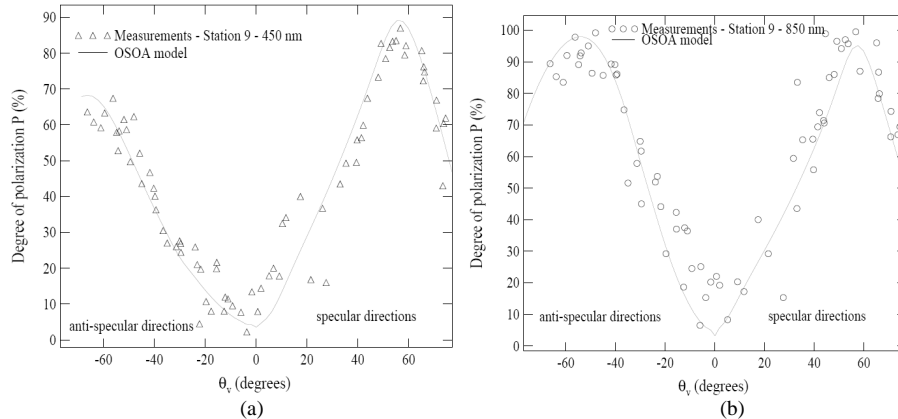 90
80
70
60
50
40
30
20
10
0
Degree of polarization P (%)
Measurements - Station 9 - 450 nm
OSOA model
anti-specular directions
specular directions
-80
-60
-40
-20
0
20
40
60
θv (degrees)
(a)
100
90
80
70
60
50
40
30
20
10
0
Degree of polarization P (%)
Measurements - Station 9 - 850 nm
OSOA model
anti-specular directions
specular directions
-60
-40
-20
0
20
40
60
θv (degrees)
(b)